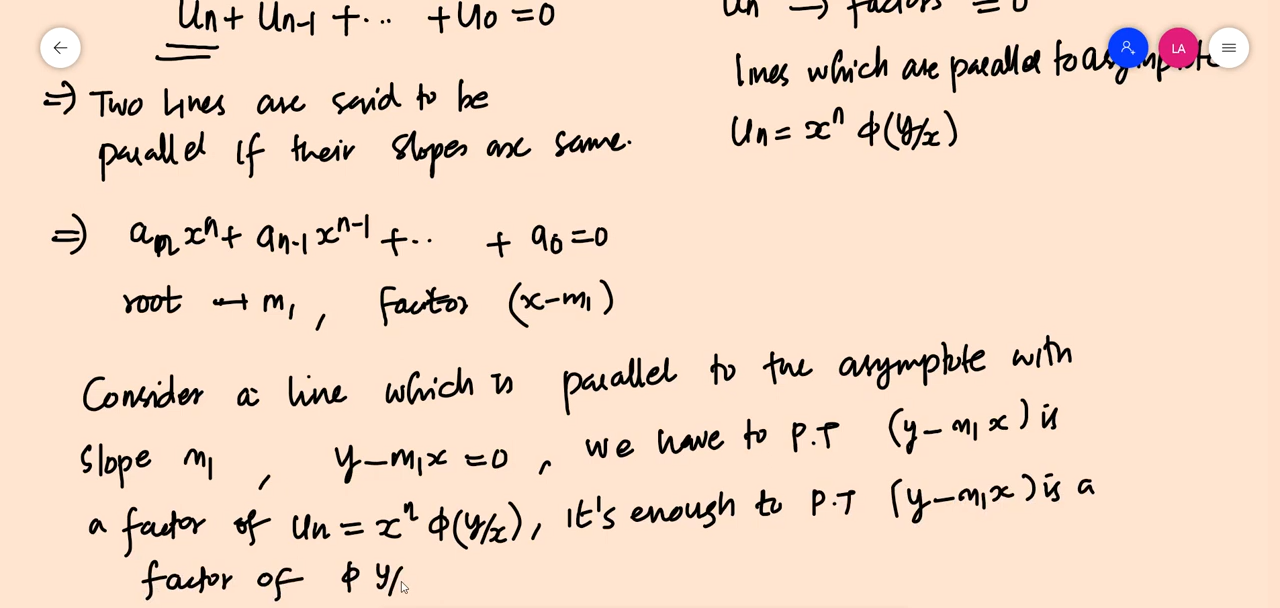 Un + Un-1 + ... + U0 = 0
Un → factors = 0
lines which are parallel to asymptote
Un = x^n ϕ(y/x)
LA
=) Two lines are said to be
parallel if their slopes are same.
=) an x^n + an-1 x^n-1 + .. + a0 = 0
root → m1, Factor (x-m1)
Consider a line which is parallel to the asymptote with
slope m1, y-m1x = 0, we have to P.T (y-m1x) is
a factor of Un = x^n ϕ(y/x), it's enough to P.T (y-m1x) is a
factor of ϕ y/